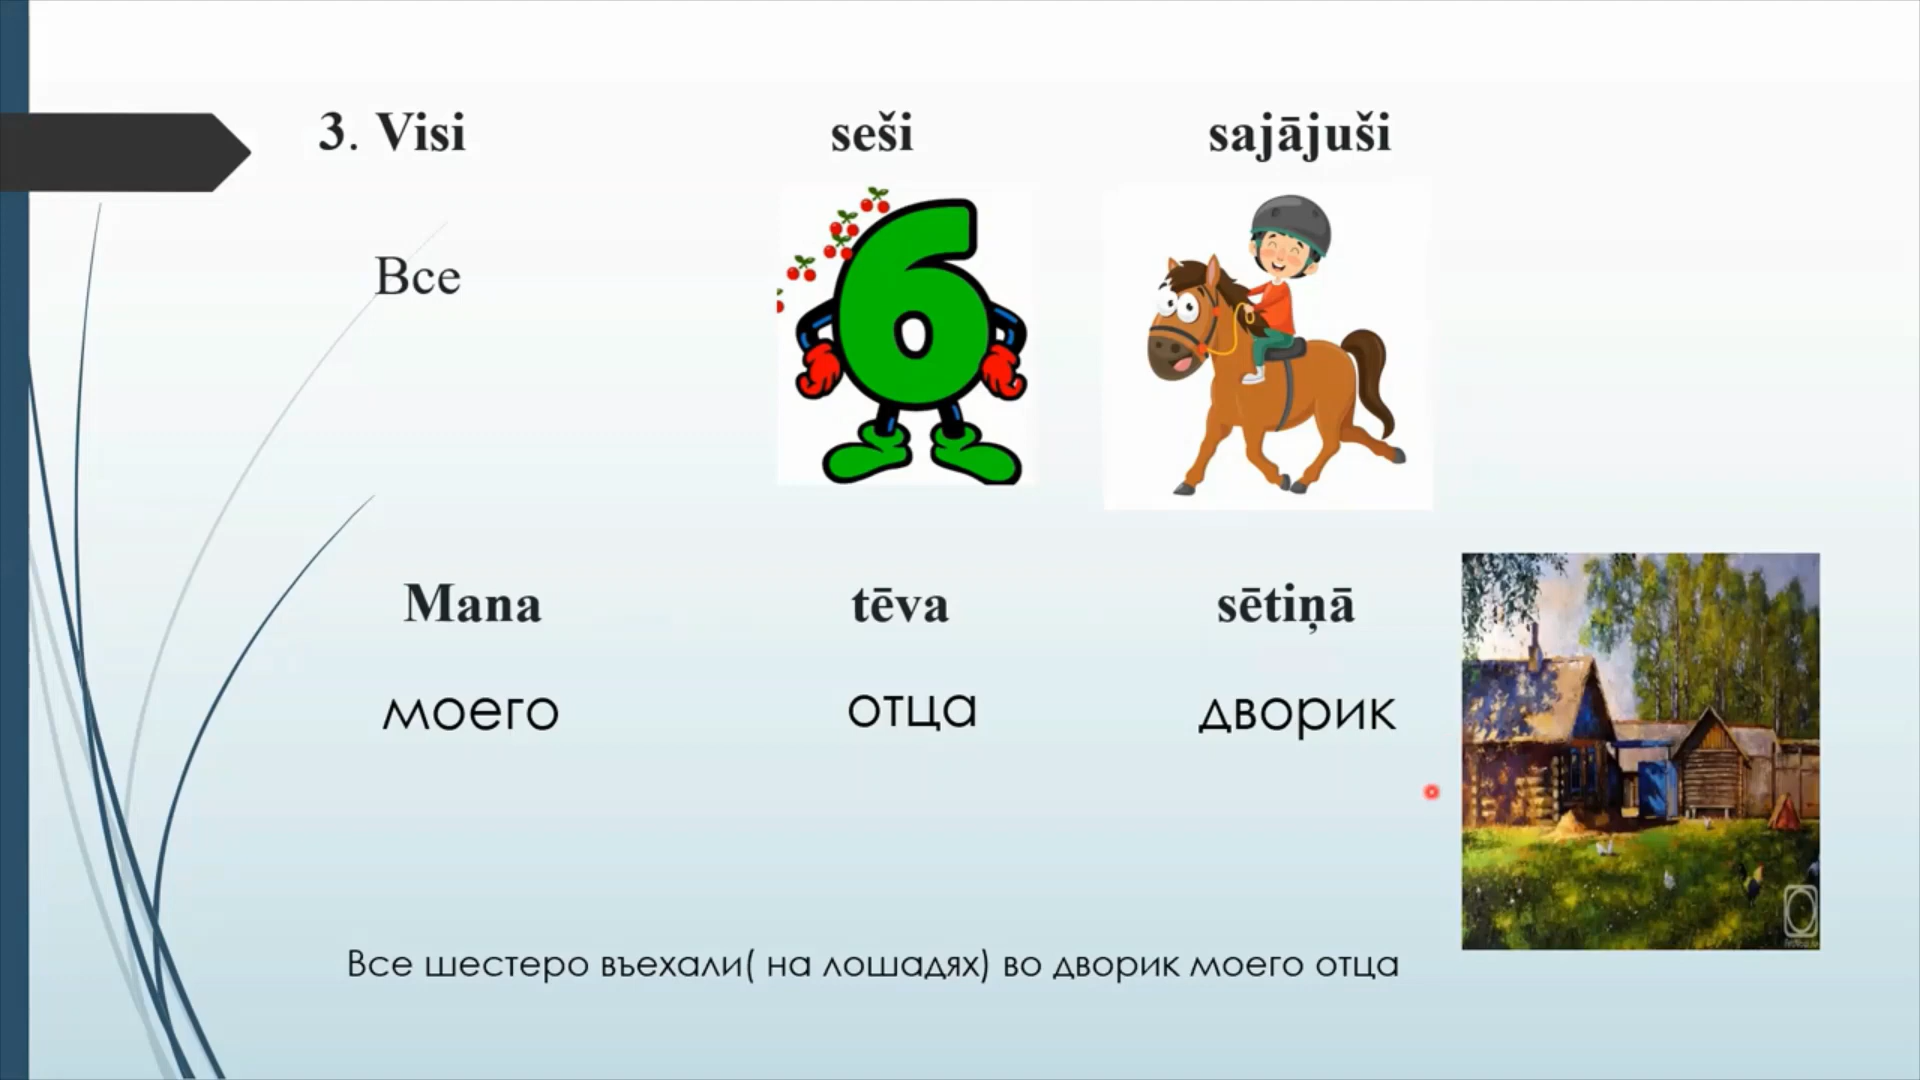 3. Visi seši sajājuši
Все
6
Mana tēva sētiņā
моего отца дворик
Все шестеро въехали( на лошадях) во дворик моего отца